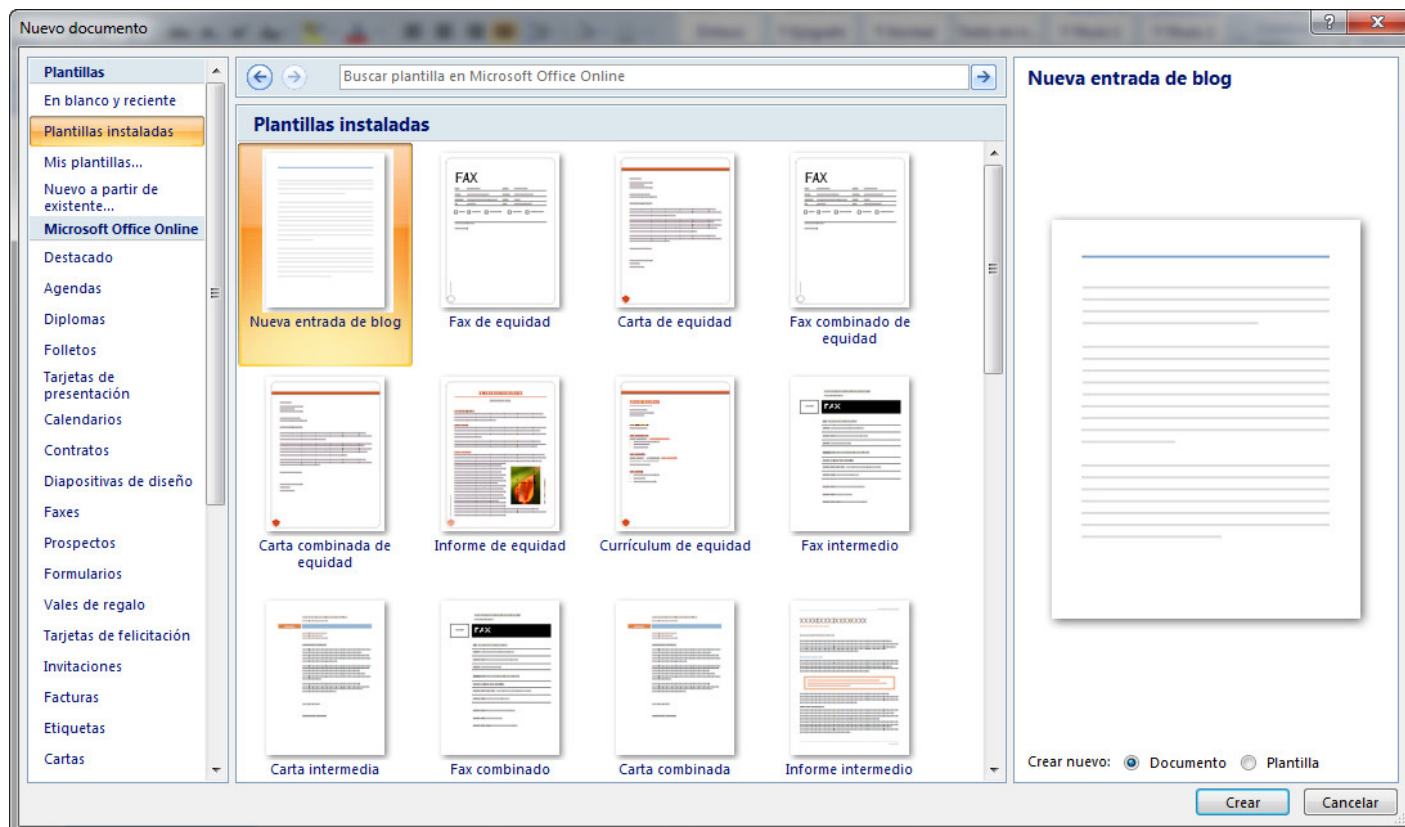 Nuevo documento
Plantillas
En blanco y reciente
Plantillas instaladas
Mis plantillas...
Nuevo a partir de
existente...
Microsoft Office Online
Destacado
Agendas
Diplomas
Folletos
Tarjetas de
presentación
Calendarios
Contratos
Diapositivas de diseño
Faxes
Prospectos
Formularios
Vales de regalo
Tarjetas de felicitación
Invitaciones
Facturas
Etiquetas
Cartas
Buscar plantilla en Microsoft Office Online
Plantillas instaladas
FAX
FAX
Nueva entrada de blog
Fax de equidad
Carta de equidad
Fax combinado de
equidad
FAX
Carta combinada de
equidad
Informe de equidad
Currículum de equidad
Fax intermedio
FAX
Carta intermedia
Fax combinado
Carta combinada
Informe intermedio
Nueva entrada de blog
Crear nuevo: Documento Plantilla
Crear Cancelar